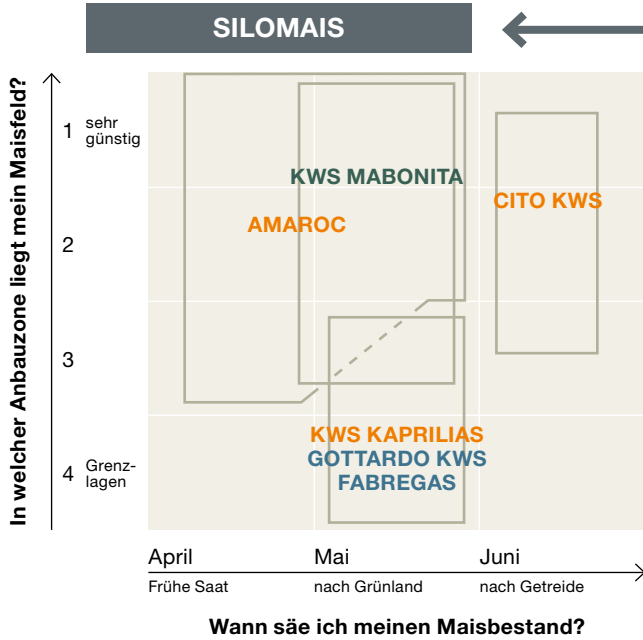 SILOMAIS
In welcher Anbauzone liegt mein Maisfeld?
1 sehr
günstig
KWS MABONITA
CITO KWS
AMAROC
2
3
KWS KAPRILIAS
GOTTARDO KWS
FABREGAS
4 Grenz-
lagen
April Mai Juni
Frühe Saat nach Grünland nach Getreide
Wann säe ich meinen Maisbestand?